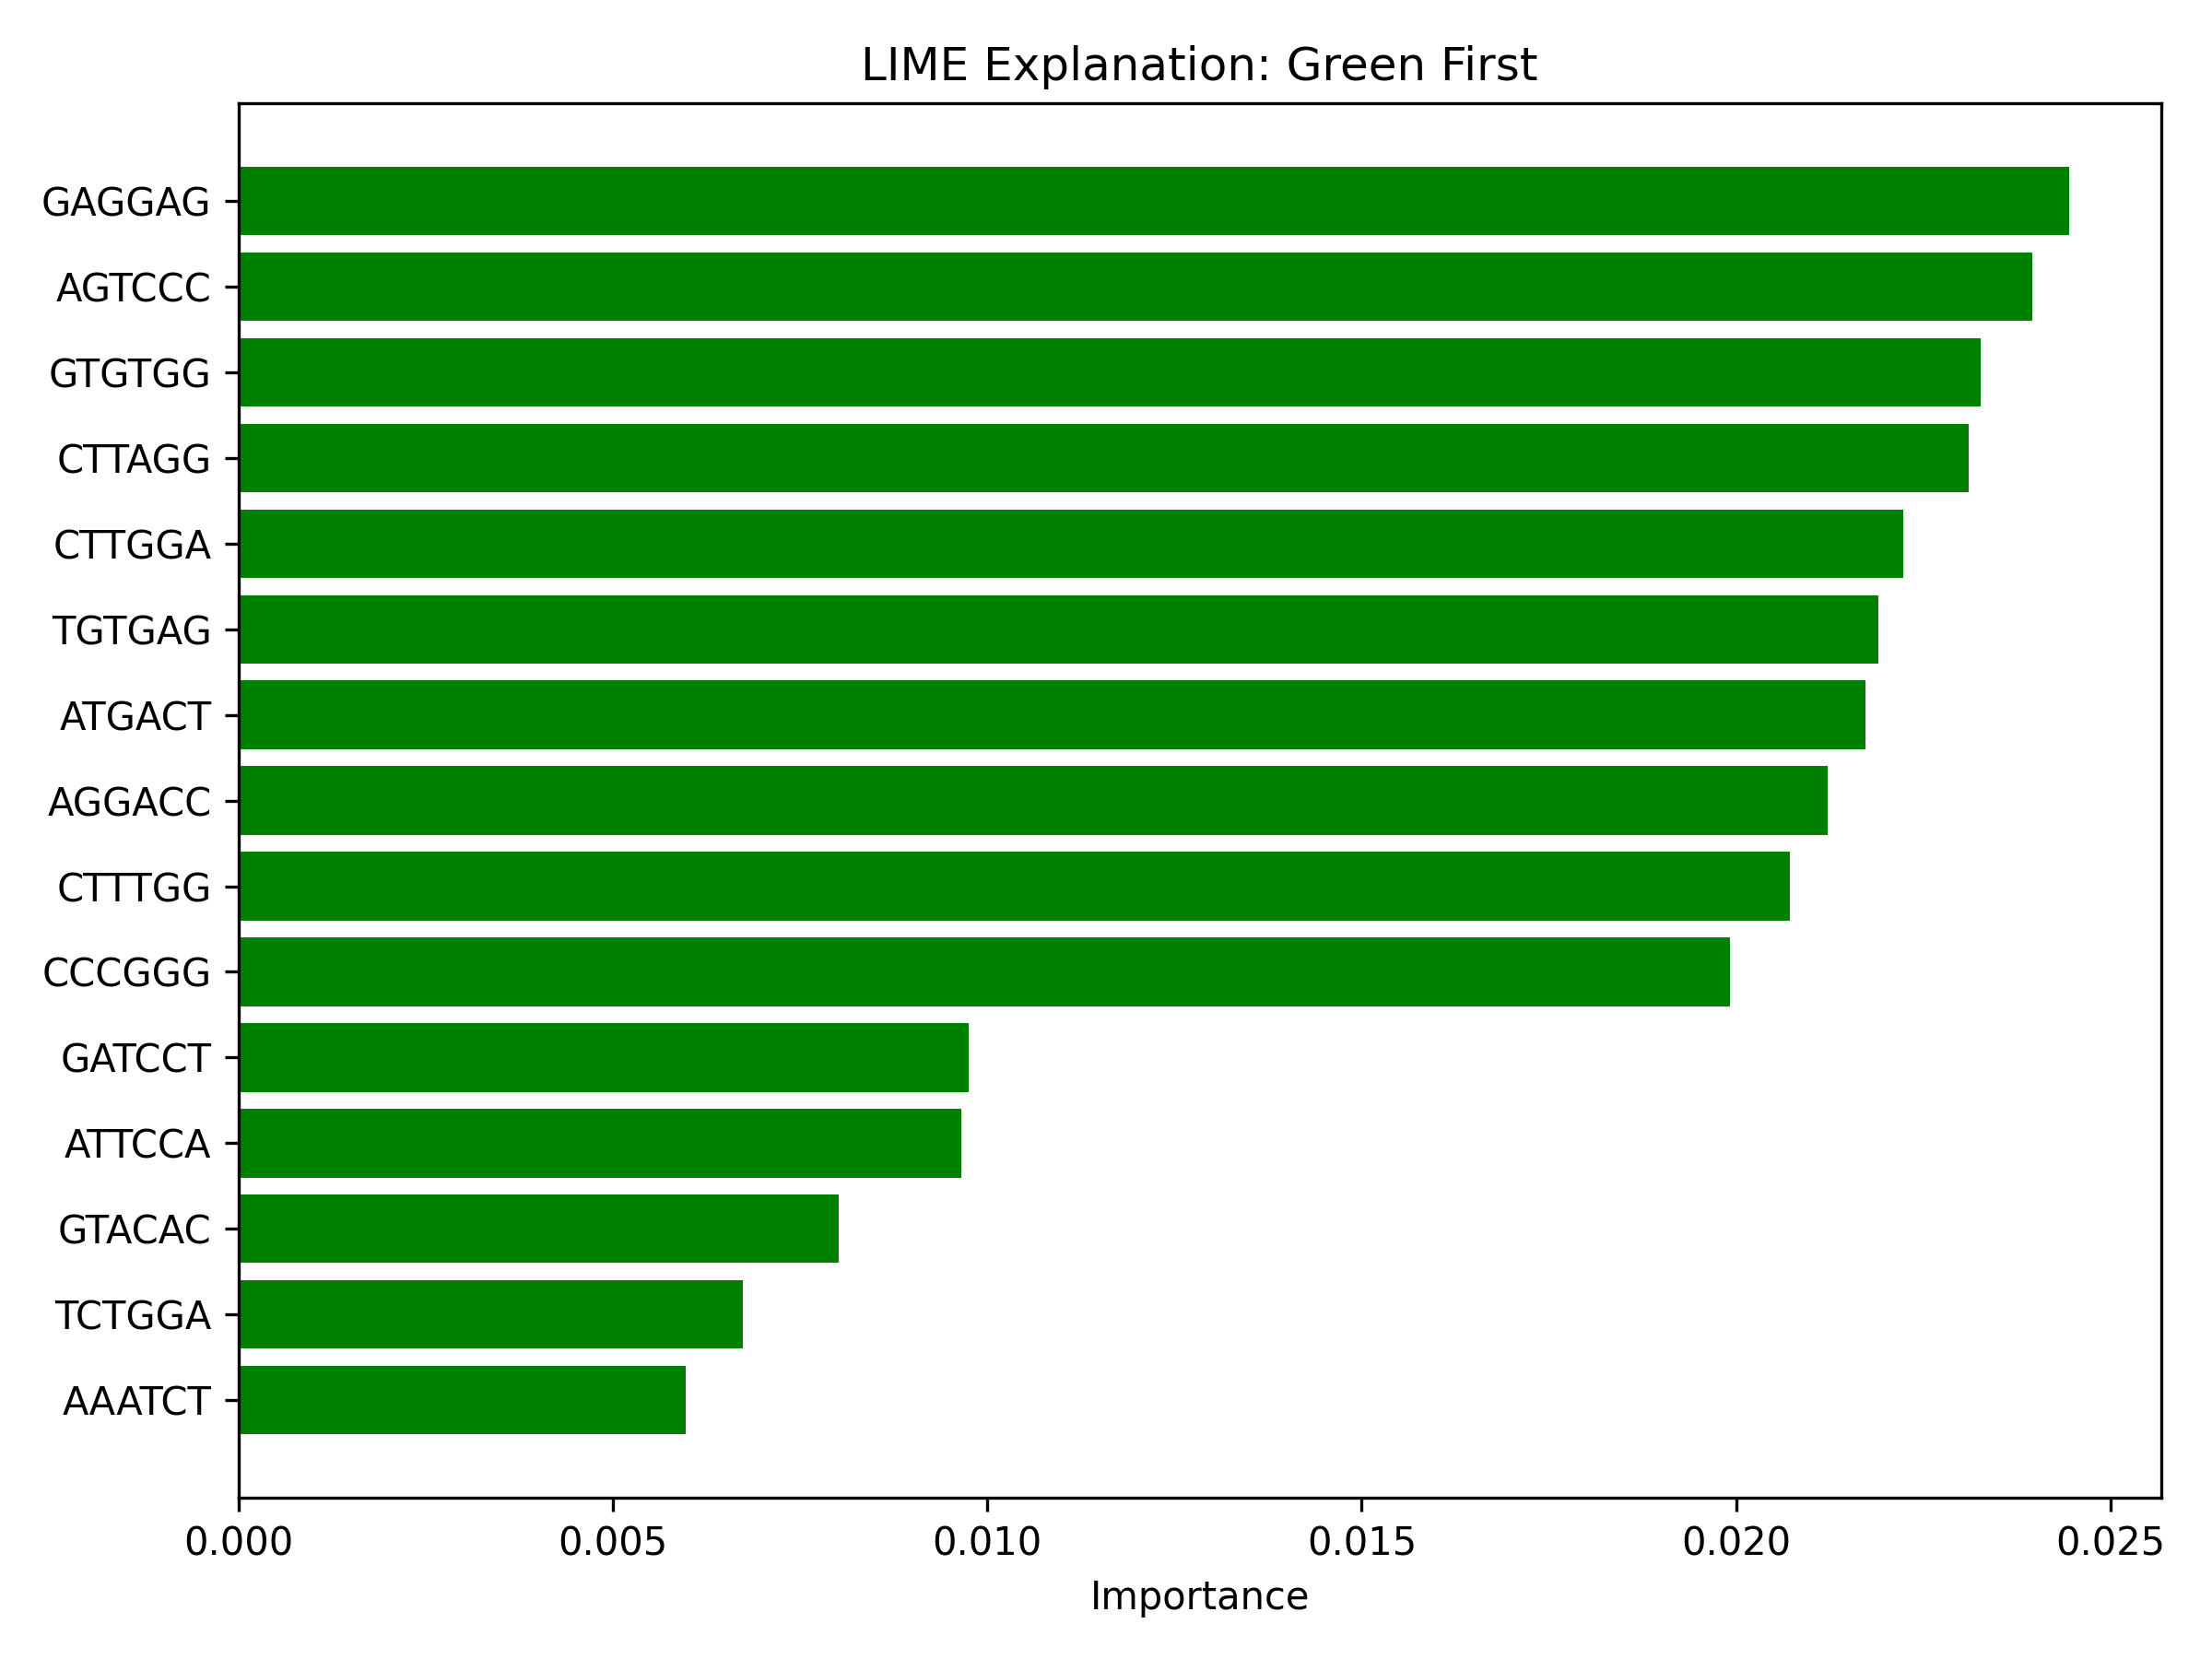 LIME Explanation: Green First
GAGGAG
AGTCCC
GTGTGG
CTTAGG
CTTGGA
TGTGAG
ATGACT
AGGACC
CTTTGG
CCCGGG
GATCCT
ATTCCA
GTACAC
TCTGGA
AAATCT
0.000 0.005 0.010 0.015 0.020 0.025
Importance